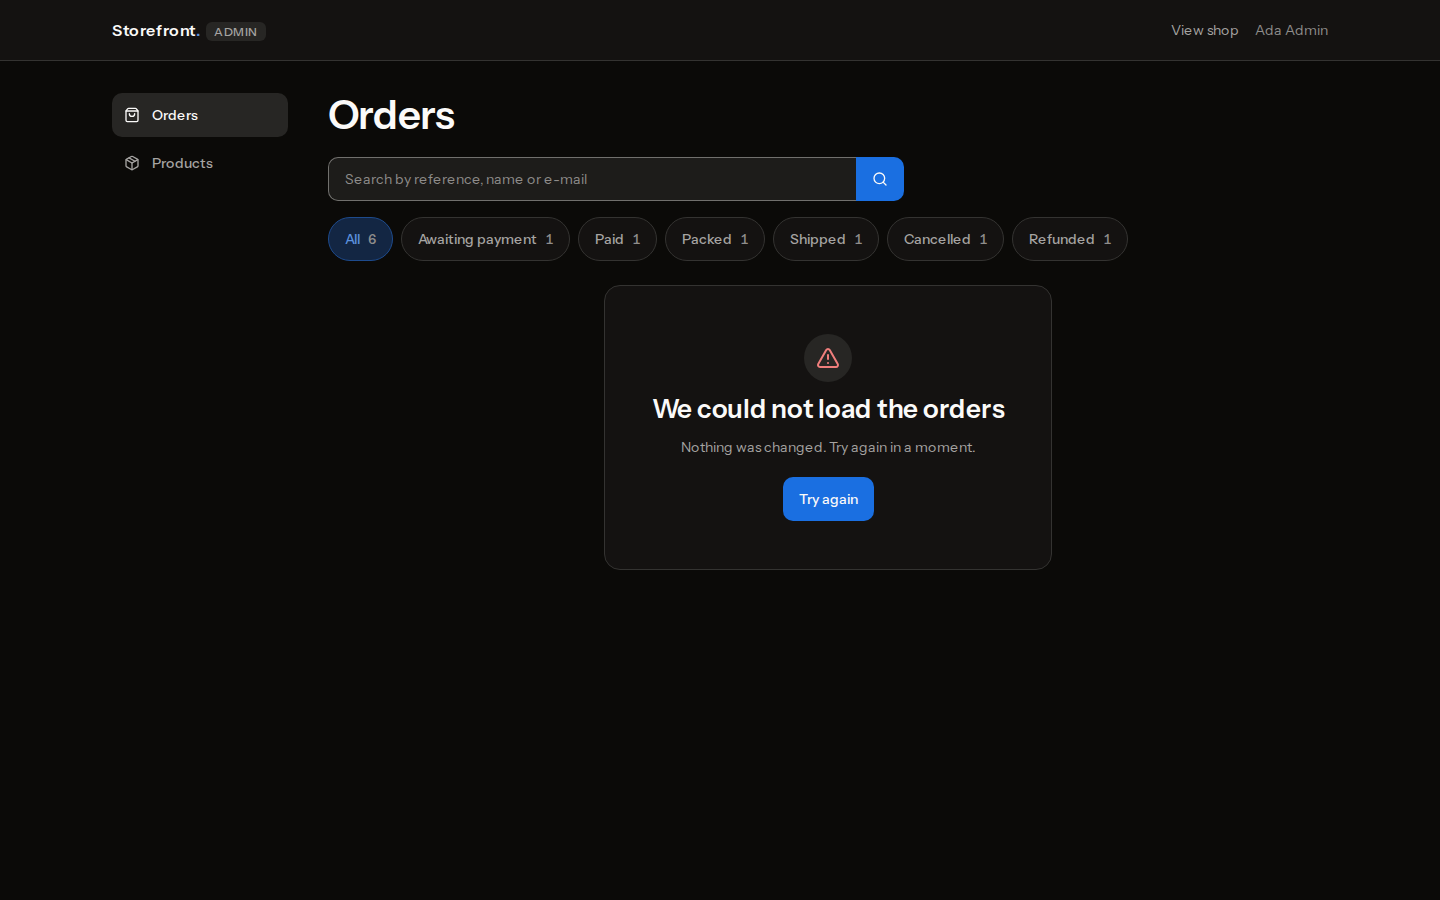 Storefront. ADMIN
View shop Ada Admin
Orders
Products
Orders
Search by reference, name or e-mail
All 6 Awaiting payment 1 Paid 1 Packed 1 Shipped 1 Cancelled 1 Refunded 1
We could not load the orders
Nothing was changed. Try again in a moment.
Try again